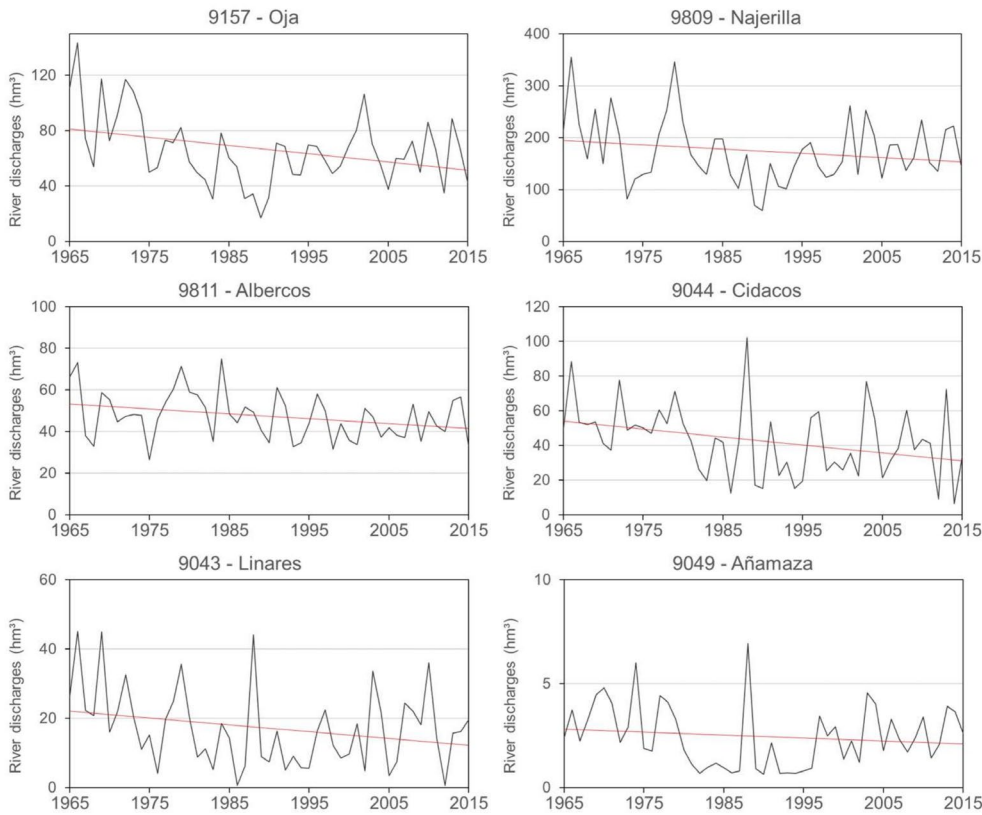 9157 - Oja
River discharges (hm³)
120
80
40
0
1965 1975 1985 1995 2005 2015
9809 - Najerilla
River discharges (hm³)
400
300
200
100
0
1965 1975 1985 1995 2005 2015
9811 - Albercos
River discharges (hm³)
100
80
60
40
20
0
1965 1975 1985 1995 2005 2015
9044 - Cidacos
River discharges (hm³)
120
100
80
60
40
20
0
1965 1975 1985 1995 2005 2015
9043 - Linares
River discharges (hm³)
60
40
20
0
1965 1975 1985 1995 2005 2015
9049 - Añamaza
River discharges (hm³)
10
5
0
1965 1975 1985 1995 2005 2015